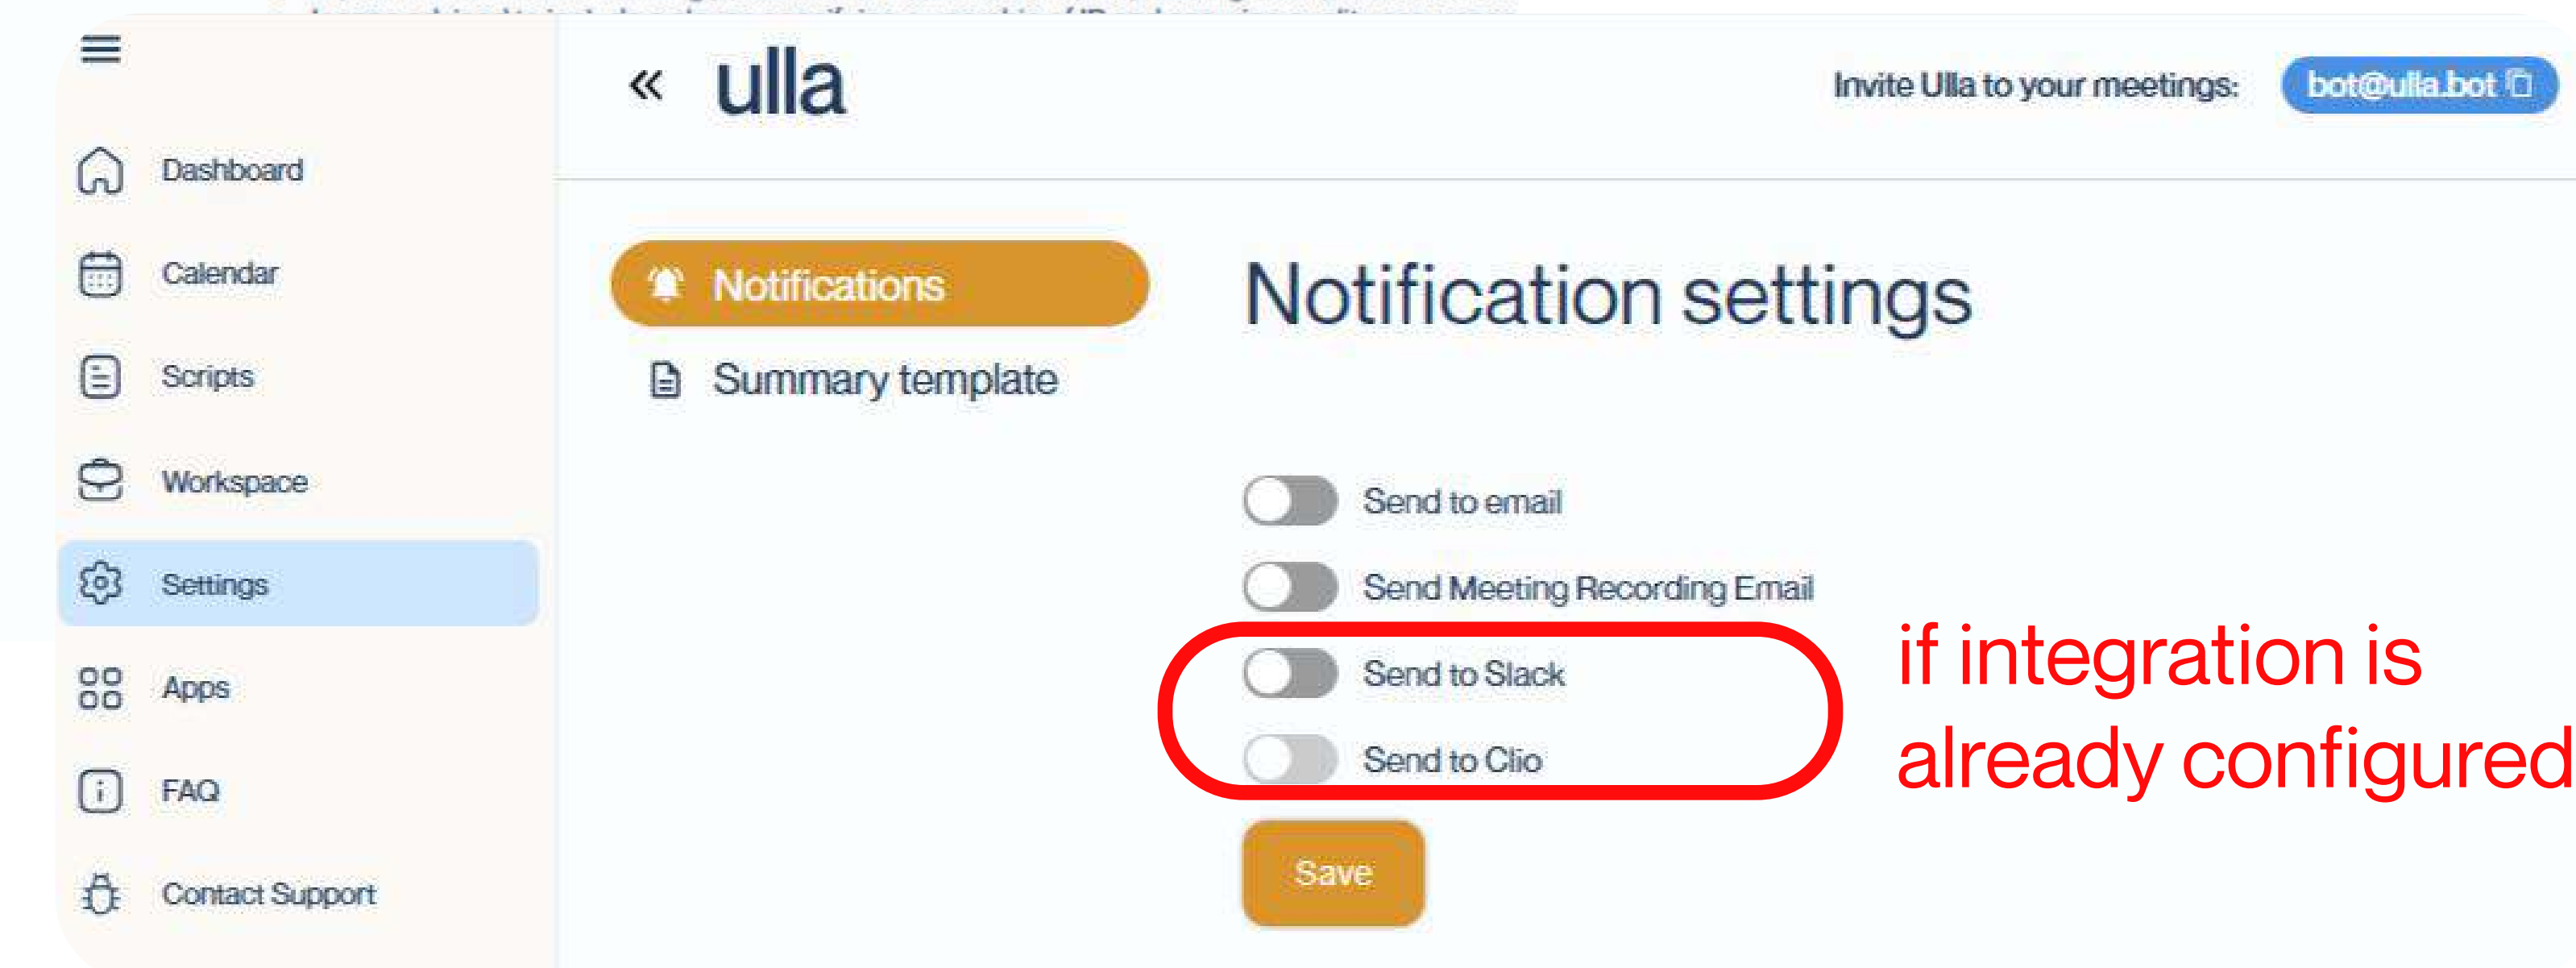 ulla
Invite Ulla to your meetings:
bot@ulla.bot
Dashboard
Calendar
Scripts
Workspace
Settings
Apps
FAQ
Contact Support
Notifications
Summary template
Notification settings
Send to email
Send Meeting Recording Email
Send to Slack
Send to Clio
if integration is
already configured
Save